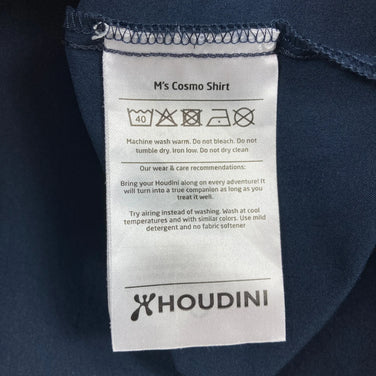 M's Cosmo Shirt
40
Machine wash warm. Do not bleach. Do not
tumble dry. Iron low. Do not dry clean
Our wear & care recommendations:
Bring your Houdini along on every adventure! It
will turn into a true companion as long as you
treat it well.
Try airing instead of washing. Wash at cool
temperatures and with similar colors. Use mild
detergent and no fabric softener
HOUDINI